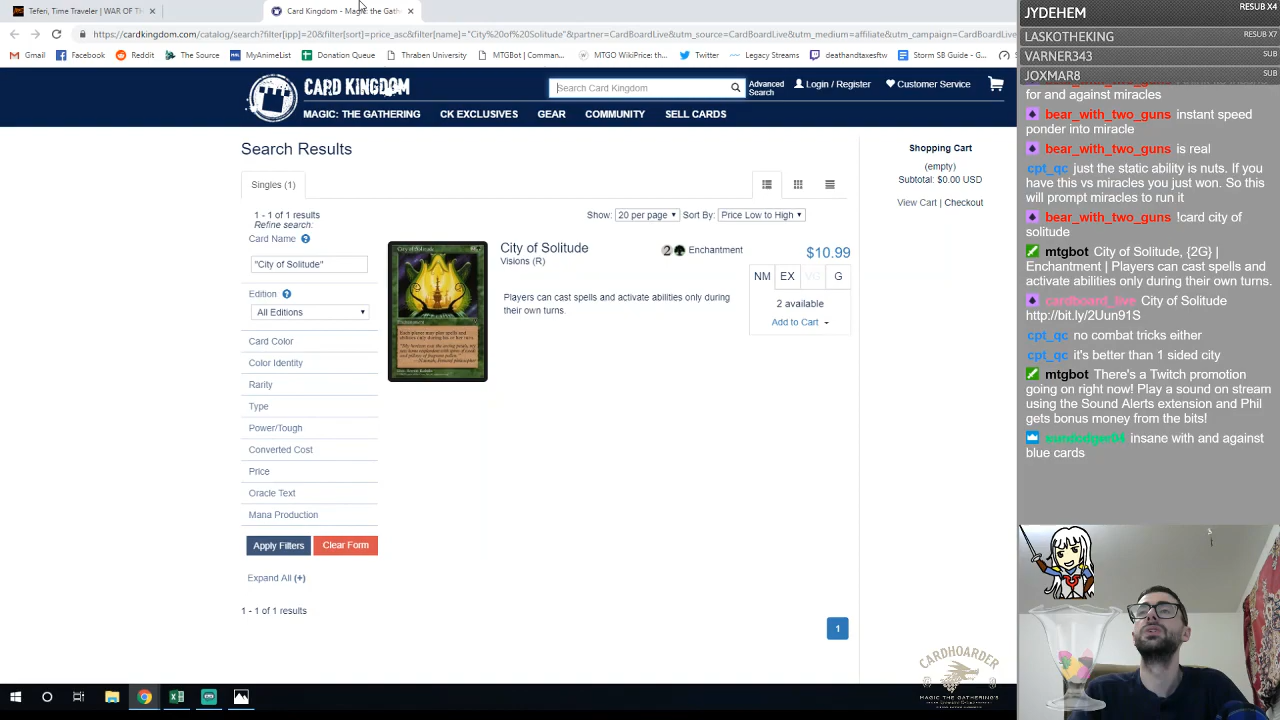 Teferi, Time Traveler | WAR OF T
Card Kingdom - Magic: the Gath
https://cardkingdom.com/catalog/search?filter[ipp]=20&filter[sort]=price_asc&filter[name]="City%20of%20Solitude"&partner=CardBoardLive&utm_source=CardBoardLive&utm_medium=affiliate&utm_campaign=CardBoardLive
Gmail Facebook Reddit The Source Donation Queue Thraben University MTGO WikiPrice: th MyAnimeList Twitter deathandtaxesftw Storm SB Guide - G
CARD KINGDOM
Search Card Kingdom
Advanced Search
Login / Register
Customer Service
MAGIC: THE GATHERING CK EXCLUSIVES GEAR COMMUNITY SELL CARDS
Search Results
Singles (1)
1 - 1 of 1 results
Refine search:
Show: 20 per page Sort By: Price Low to High
Card Name
"City of Solitude"
Edition
All Editions
Card Color
Color Identity
Rarity
Type
Power/Tough
Converted Cost
Price
Oracle Text
Mana Production
Apply Filters Clear Form
Expand All (+)
1 - 1 of 1 results
City of Solitude
Visions (R)
2 Enchantment
Players can cast spells and activate abilities only during
their own turns.
$10.99
NM EX VG G
2 available
Add to Cart
1
Shopping Cart
(empty)
Subtotal: $0.00 USD
View Cart | Checkout
CARDHOARDER
MAGIC THE GATHERING
JYDEHEM RESUB X4
LASKOTHEKING RESUB X7
VARNER343 SUB
JOXMAR8 SUB
for and against miracles
bear_with_two_guns instant speed
ponder into miracle
bear_with_two_guns is real
cpt_qc just the static ability is nuts. If you
have this vs miracles you just won. So this
will prompt miracles to run it
bear_with_two_guns !card city of
solitude
mtgbot City of Solitude, {2G} |
Enchantment | Players can cast spells and
activate abilities only during their own turns.
cardboard_live City of Solitude
http://bit.ly/2Uun91S
cpt_qc no combat tricks either
cpt_qc it's better than 1 sided city
mtgbot There's a Twitch promotion
going on right now! Play a sound on stream
using the Sound Alerts extension and Phil
gets bonus money from the bits!
insane with and against
blue cards